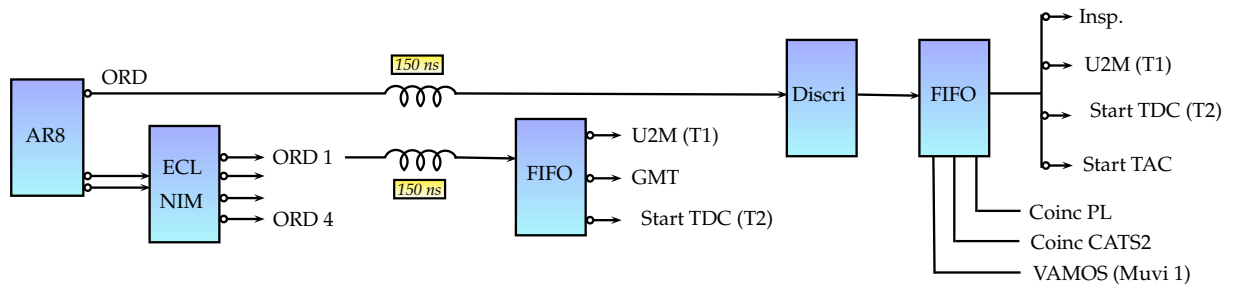 Insp.
150 ns
ORD
U2M (T1)
Discri
FIFO
AR8
Start TDC (T2)
U2M (T1)
ECL
NIM
ORD 1
150 ns
FIFO
GMT
Start TAC
ORD 4
Start TDC (T2)
Coinc PL
Coinc CATS2
VAMOS (Muvi 1)